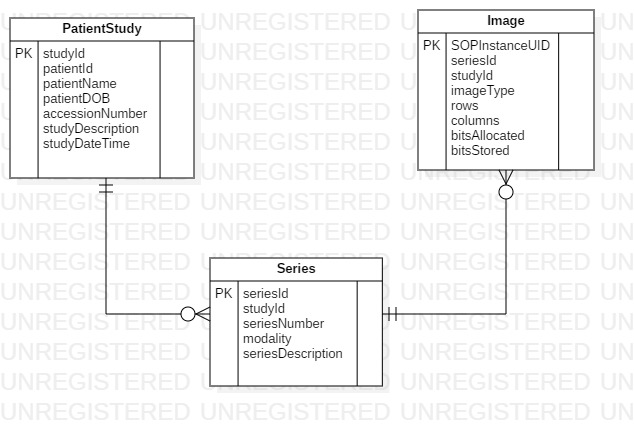 PatientStudy
PK studyId
patientId
patientName
patientDOB
accessionNumber
studyDescription
studyDateTime
Image
PK SOPInstanceUID
seriesId
studyId
imageType
rows
columns
bitsAllocated
bitsStored
Series
PK seriesId
studyId
seriesNumber
modality
seriesDescription
UNREGISTERED UNREGISTERED UNREGISTERED UNREGISTERED